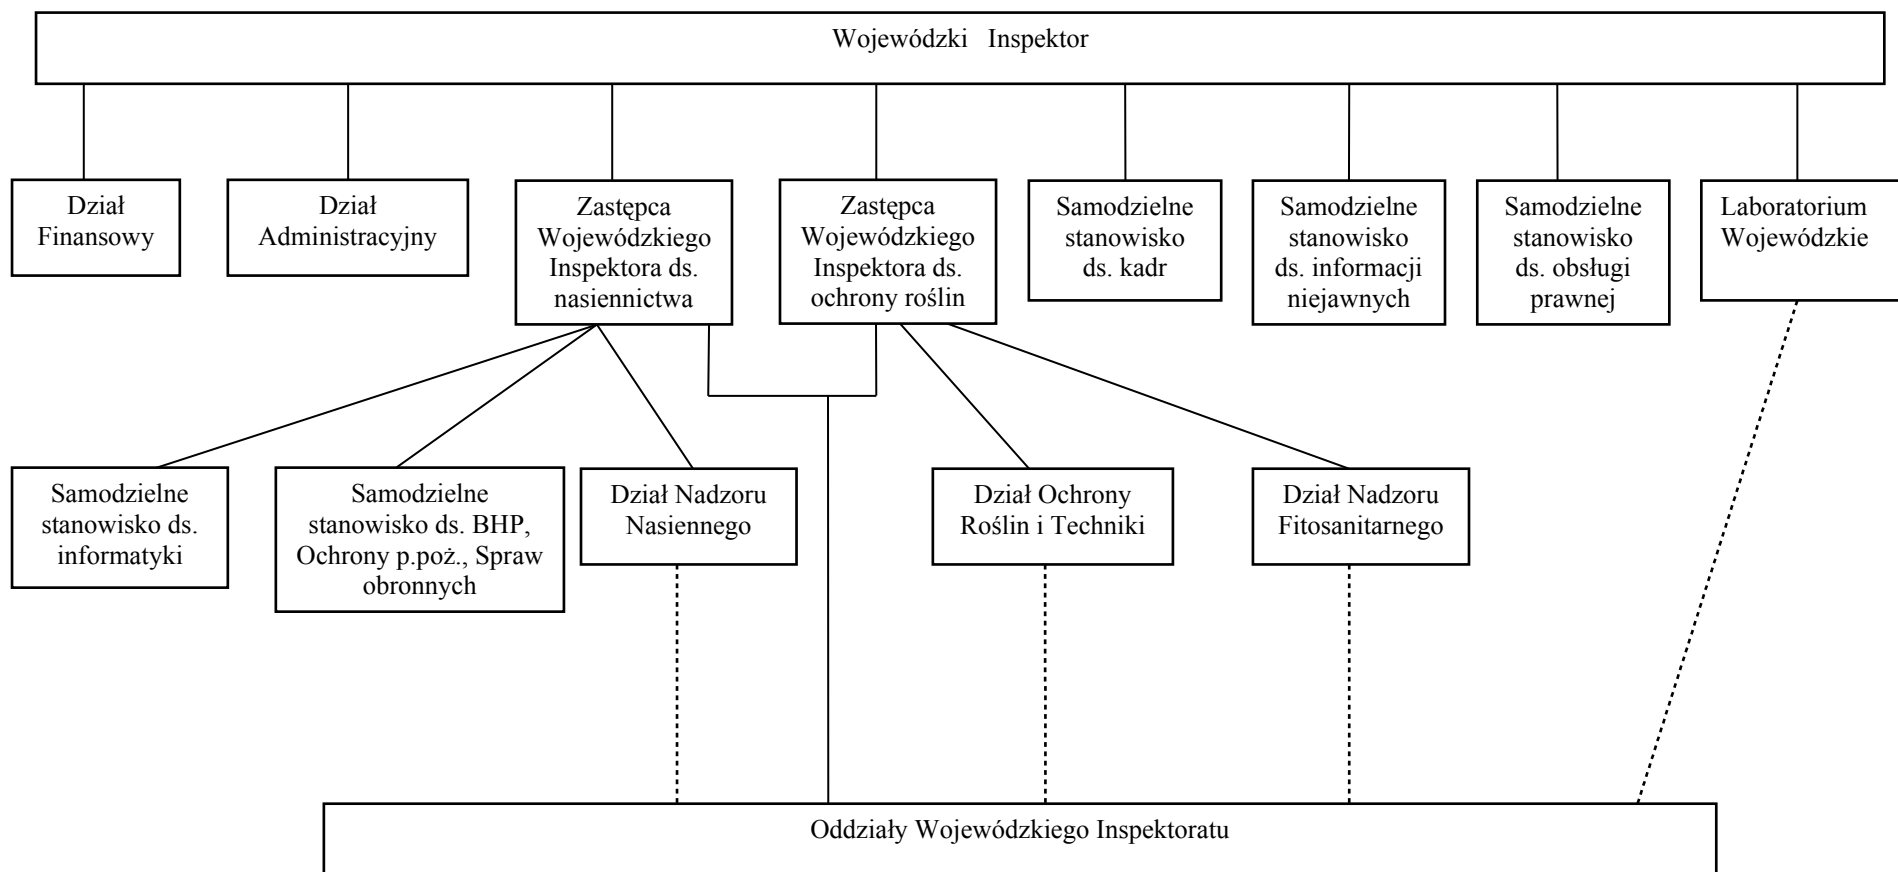 Wojewódzki Inspektor
Dział
Finansowy
Dział
Administracyjny
Zastępca
Wojewódzkiego
Inspektora ds.
nasiennictwa
Zastępca
Wojewódzkiego
Inspektora ds.
ochrony roślin
Samodzielne
stanowisko
ds. kadr
Samodzielne
stanowisko
ds. informacji
niejawnych
Samodzielne
stanowisko
ds. obsługi
prawnej
Laboratorium
Wojewódzkie
Samodzielne
stanowisko ds.
informatyki
Samodzielne
stanowisko ds. BHP,
Ochrony p.poż., Spraw
obronnych
Dział Nadzoru
Nasiennego
Dział Ochrony
Roślin i Techniki
Dział Nadzoru
Fitosanitarnego
Oddziały Wojewódzkiego Inspektoratu